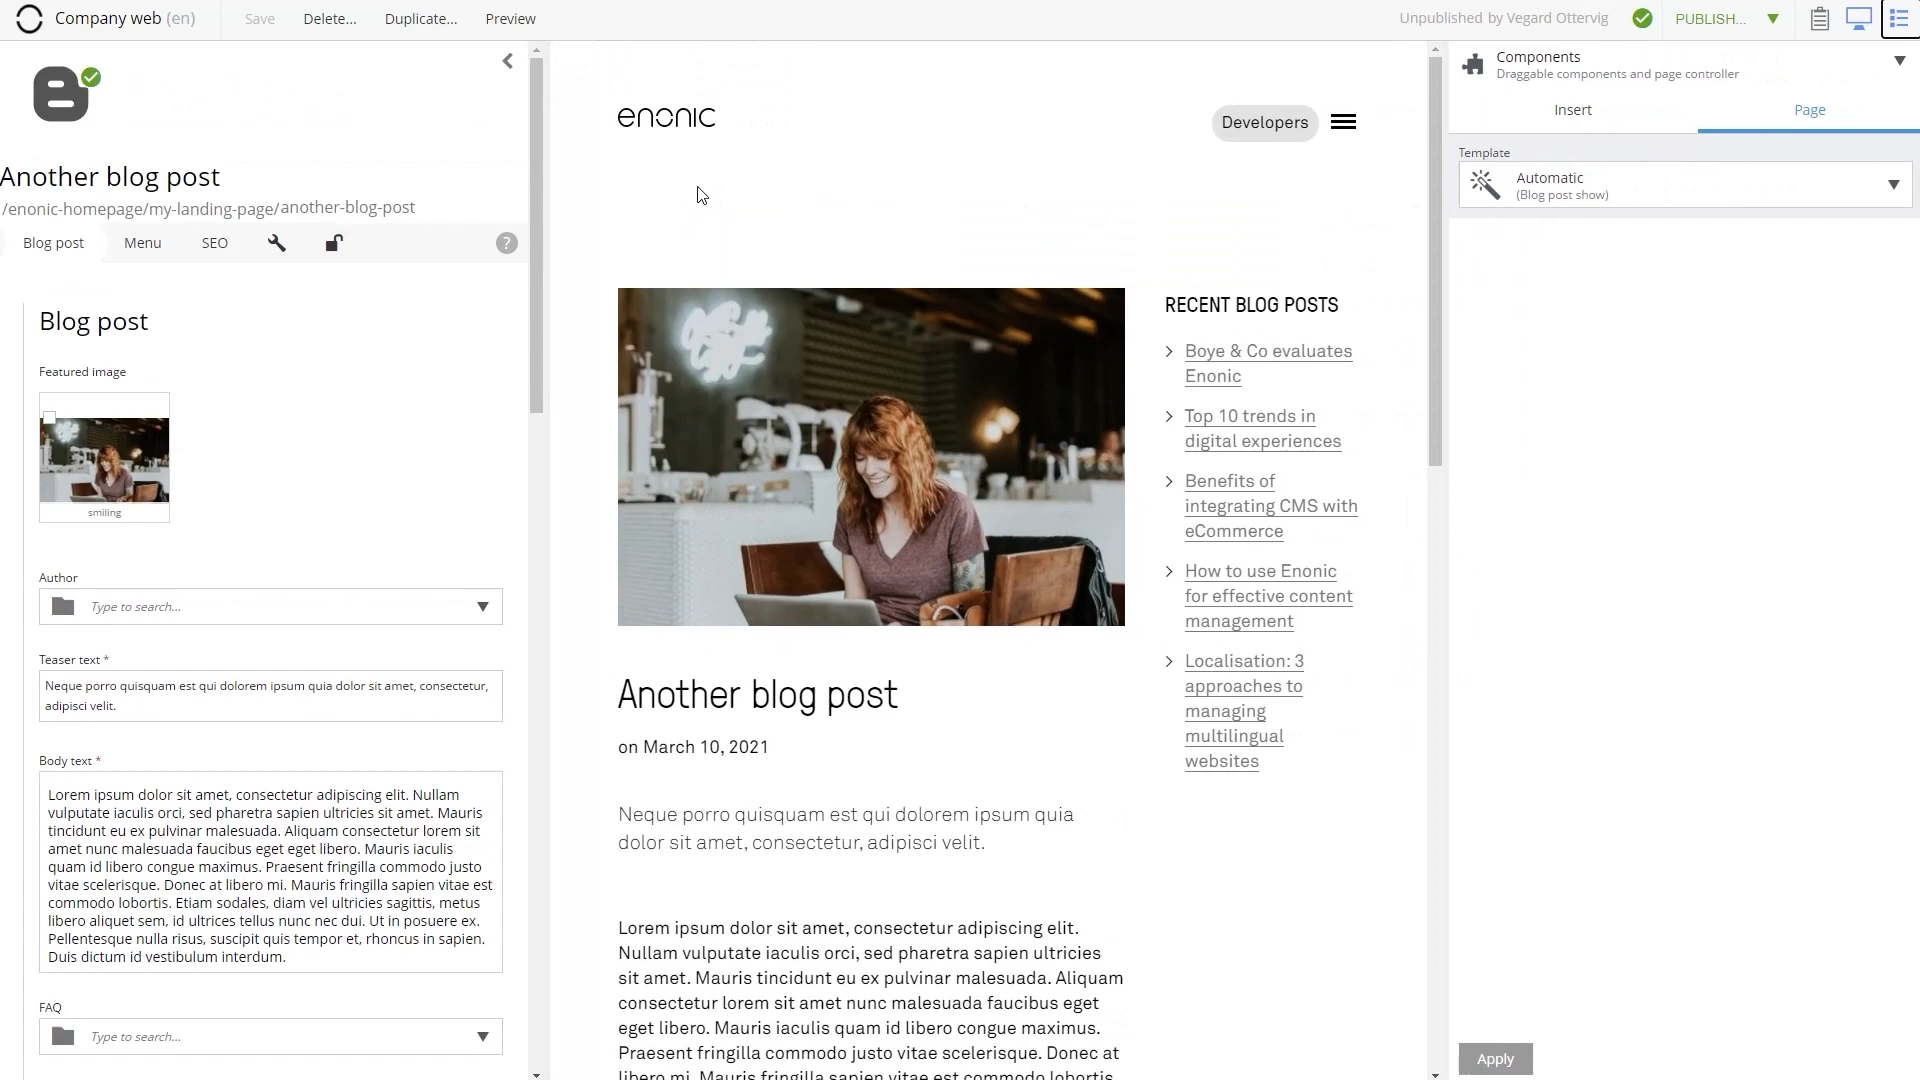 Company web (en)
Save
Delete...
Duplicate...
Preview
Unpublished by Vegard Ottervig
PUBLISH...
Another blog post
/enonic-homepage/my-landing-page/another-blog-post
Blog post
Menu
SEO
?
Blog post
Featured image
smiling
Author
Type to search...
Teaser text *
Neque porro quisquam est qui dolorem ipsum quia dolor sit amet, consectetur,
adipisci velit.
Body text *
Lorem ipsum dolor sit amet, consectetur adipiscing elit. Nullam
vulputate iaculis orci, sed pharetra sapien ultricies sit amet. Mauris
tincidunt eu ex pulvinar malesuada. Aliquam consectetur lorem sit
amet nunc malesuada faucibus eget eget libero. Mauris iaculis
quam id libero congue maximus. Praesent fringilla commodo justo
vitae scelerisque. Donec at libero mi. Mauris fringilla sapien vitae est
commodo lobortis. Etiam sodales, diam vel ultricies sagittis, metus
libero aliquet sem, id ultrices tellus nunc nec dui. Ut in posuere ex.
Pellentesque nulla risus, suscipit quis tempor et, rhoncus in sapien.
Duis dictum id vestibulum interdum.
FAQ
Type to search...
enonic
Developers
Another blog post
on March 10, 2021
Neque porro quisquam est qui dolorem ipsum quia
dolor sit amet, consectetur, adipisci velit.
Lorem ipsum dolor sit amet, consectetur adipiscing elit.
Nullam vulputate iaculis orci, sed pharetra sapien ultricies
sit amet. Mauris tincidunt eu ex pulvinar malesuada. Aliquam
consectetur lorem sit amet nunc malesuada faucibus eget
eget libero. Mauris iaculis quam id libero congue maximus.
Praesent fringilla commodo justo vitae scelerisque. Donec at
libero mi. Mauris fringilla sapien vitae est commodo lobortis.
RECENT BLOG POSTS
Boye & Co evaluates
Enonic
Top 10 trends in
digital experiences
Benefits of
integrating CMS with
eCommerce
How to use Enonic
for effective content
management
Localisation: 3
approaches to
managing
multilingual
websites
Components
Draggable components and page controller
Insert
Page
Template
Automatic
(Blog post show)
Apply